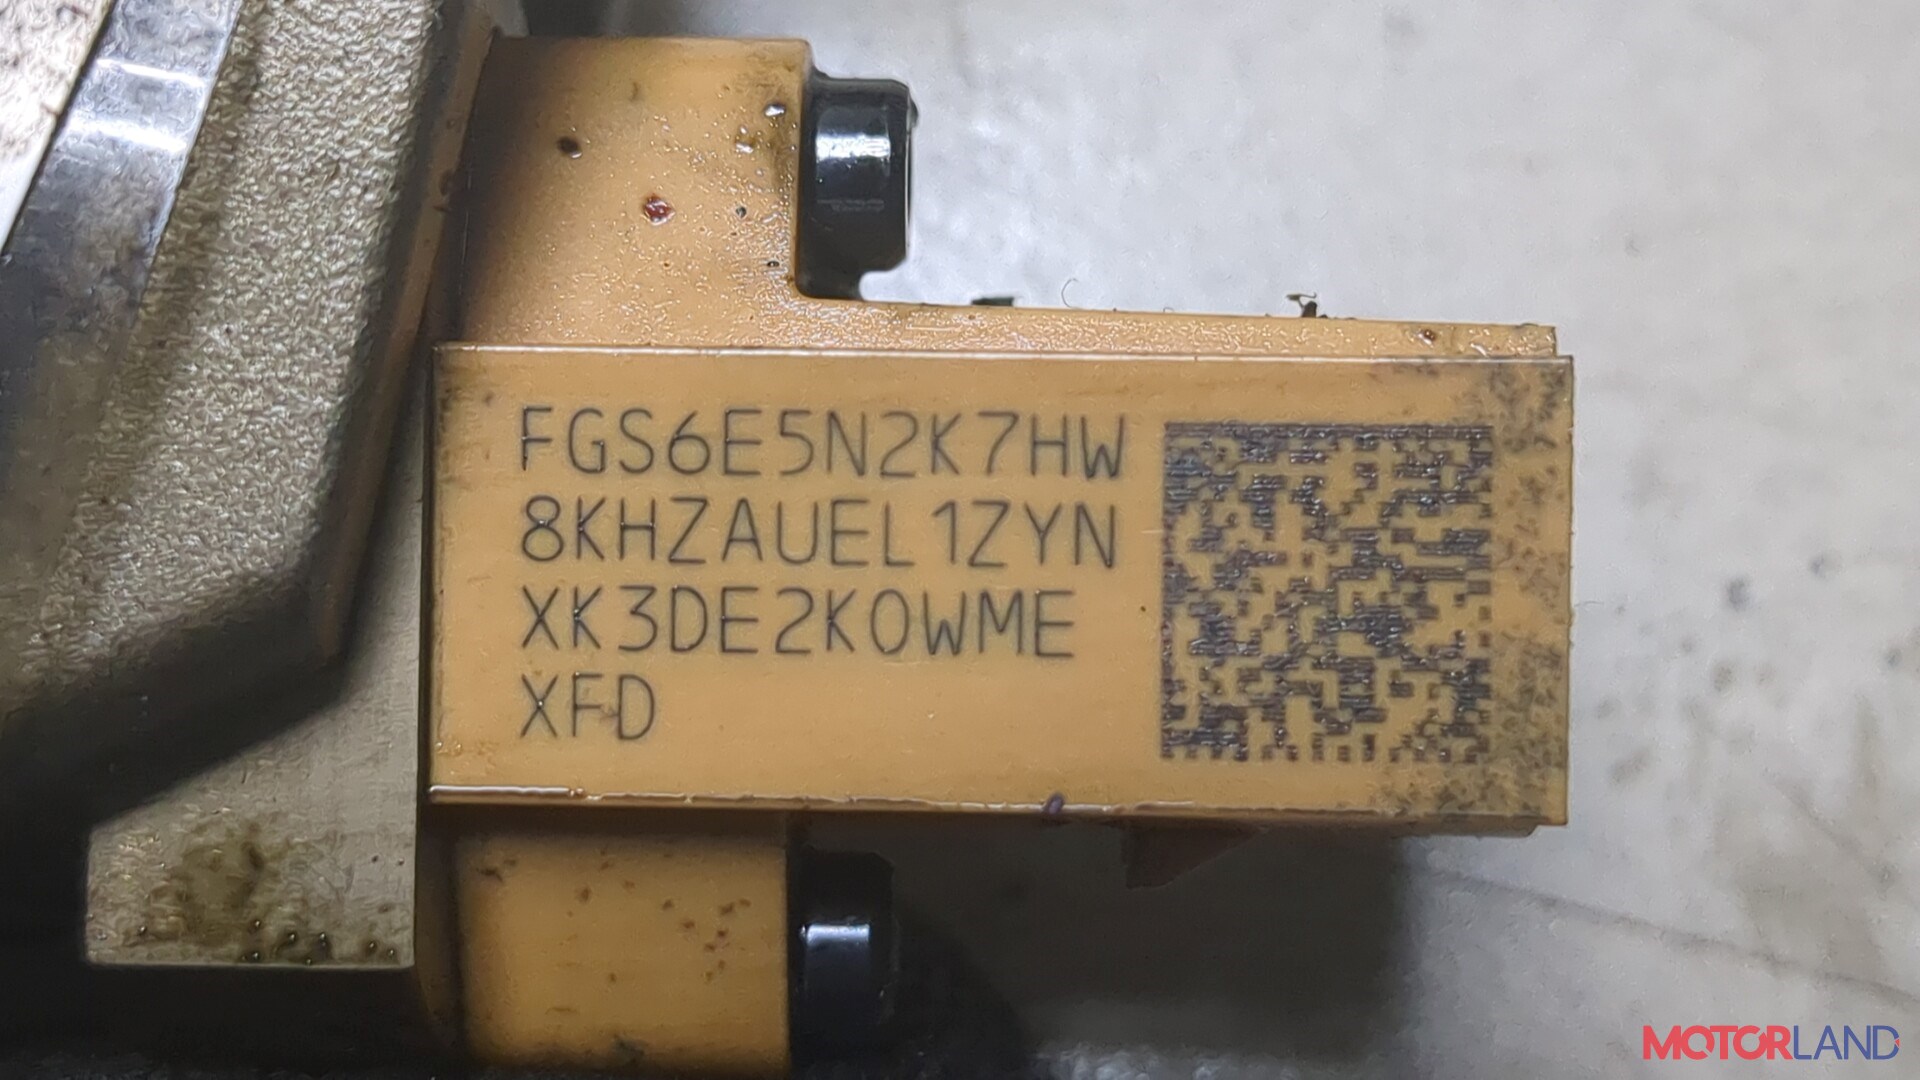 FGS6E5N2K7HW
8KHZAUEL1ZYN
XK3DE2K0WME
XFD
MOTORLAND